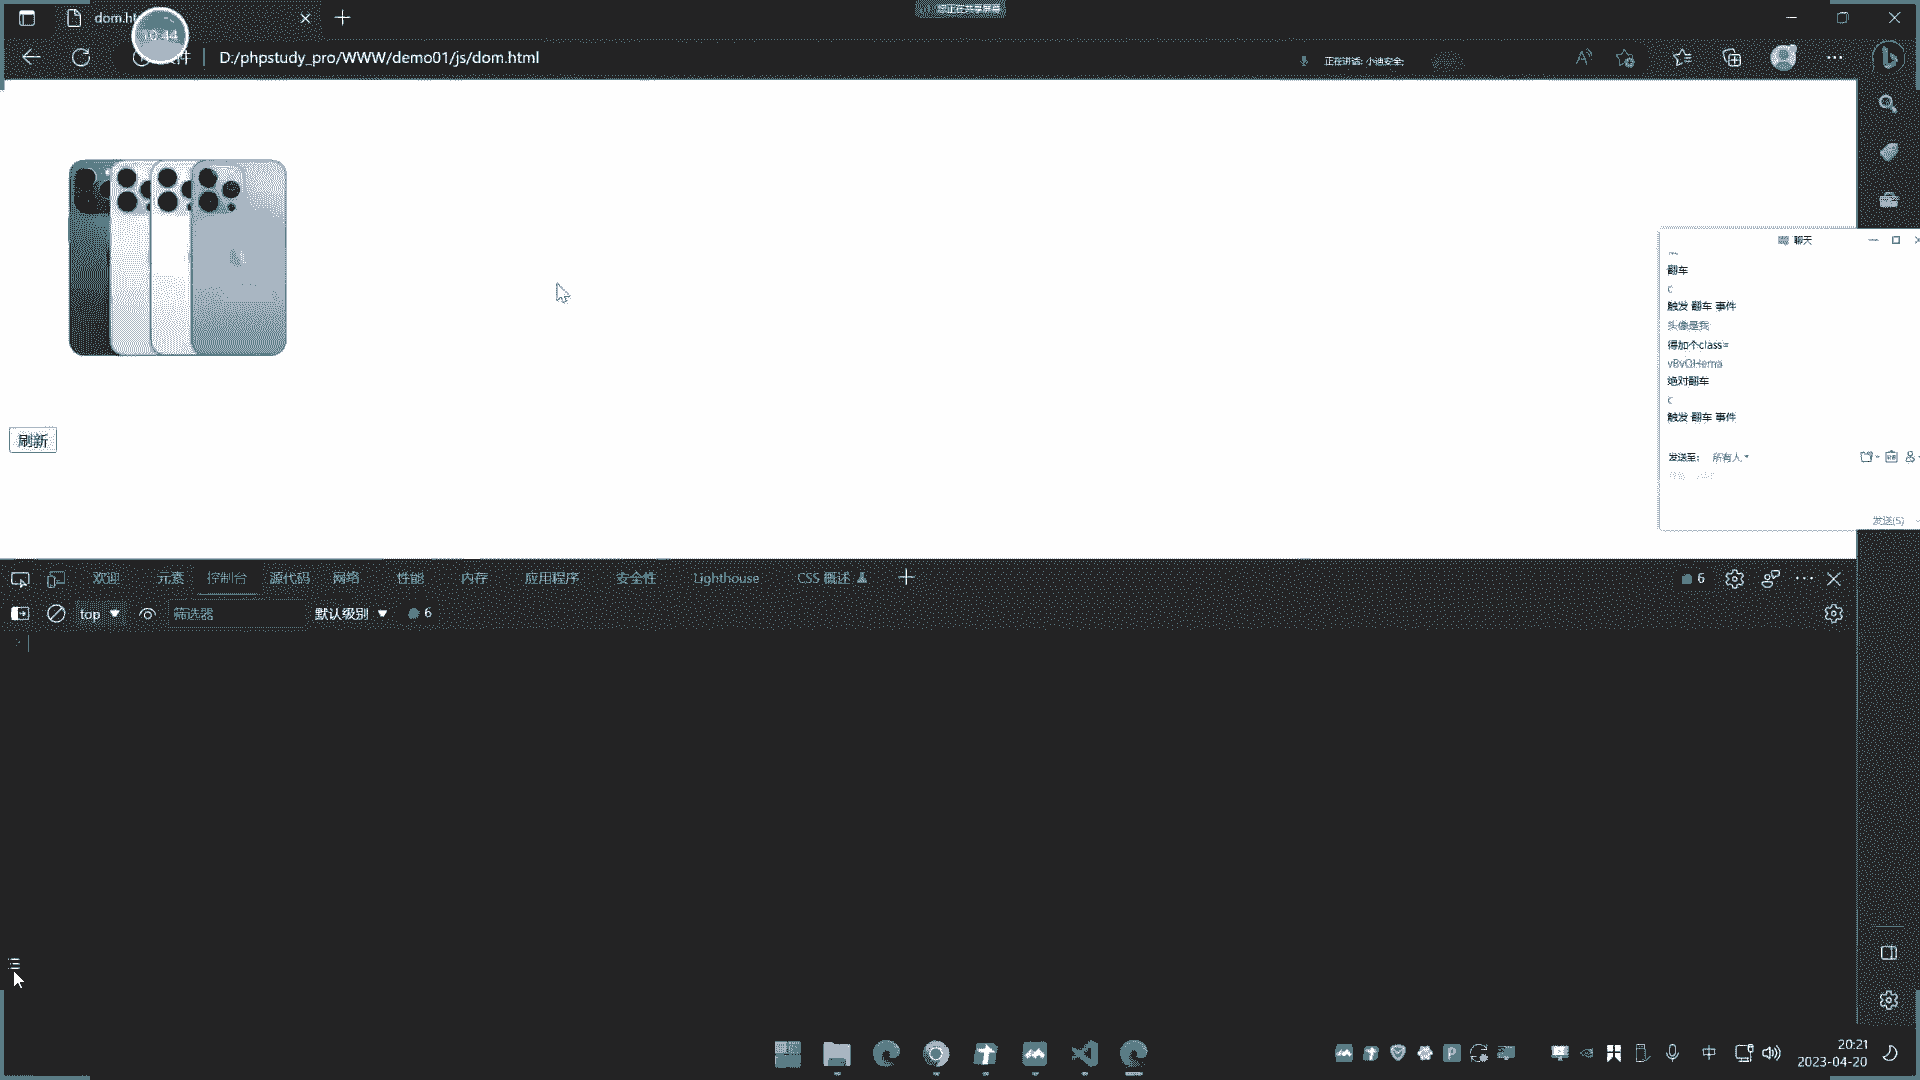 您正在共享屏幕
10:44
D:/phpstudy_pro/WWW/demo01/js/dom.html
正在讲话: 小迪安全;
聊天
翻车
c
触发 翻车 事件
头像是我
得加个class=
vBvQHema
绝对翻车
c
触发 翻车 事件
发送至: 所有人
发送(S)
刷新
欢迎 元素 控制台 源代码 网络 性能 内存 应用程序 安全性 Lighthouse CSS 概述 6
top 筛选器 默认级别 6
中 20:21
2023-04-20